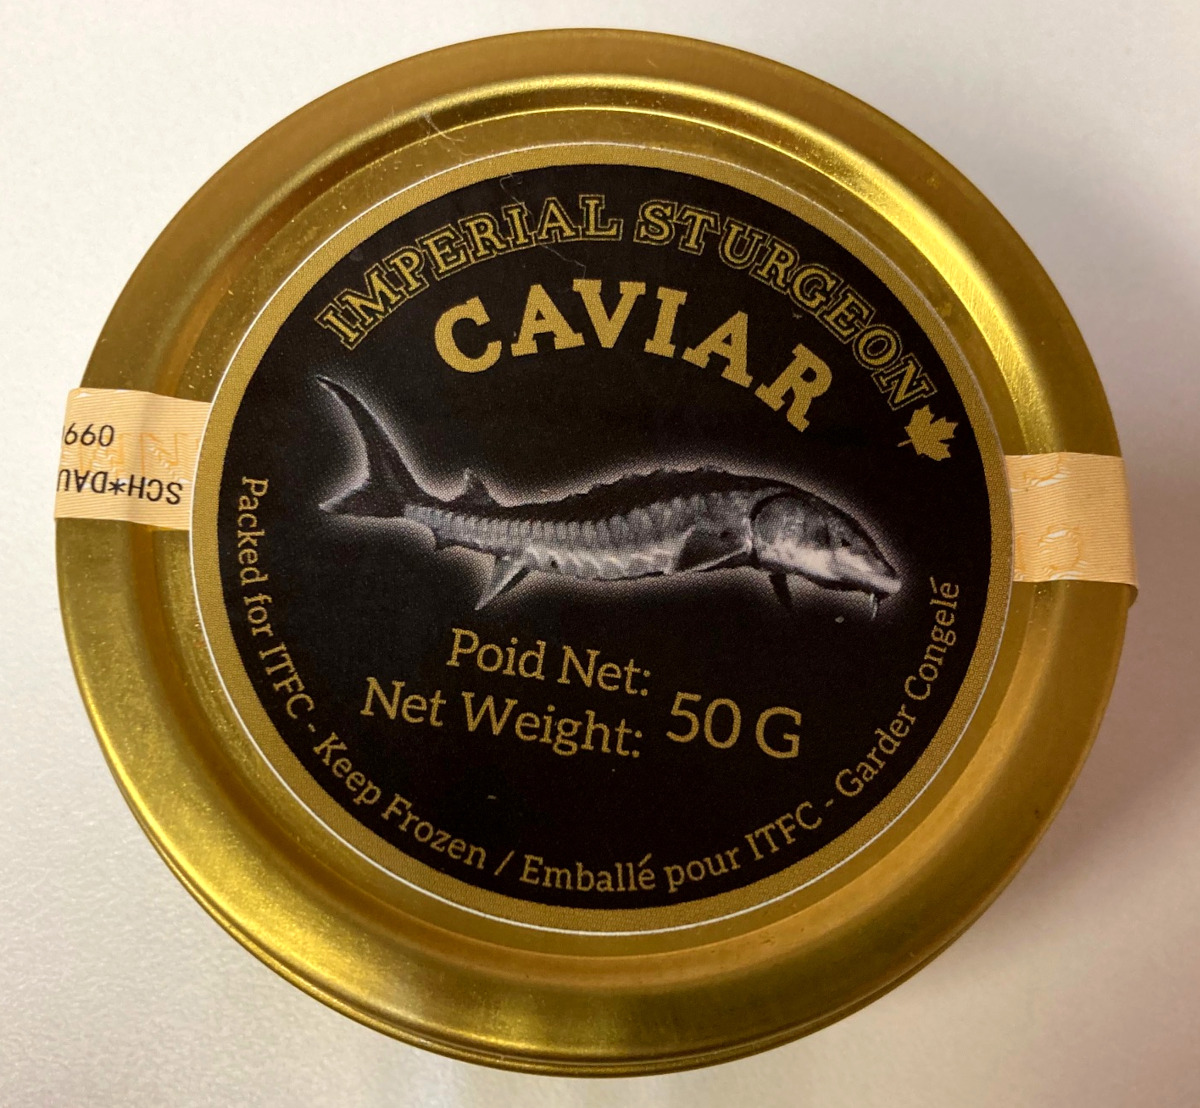 IMPERIAL STURGEON
CAVIAR
Poid Net:
Net Weight:
50 G
Packed for ITFC - Keep Frozen / Emballé pour ITFC - Garder Congelé
SCH*DAU